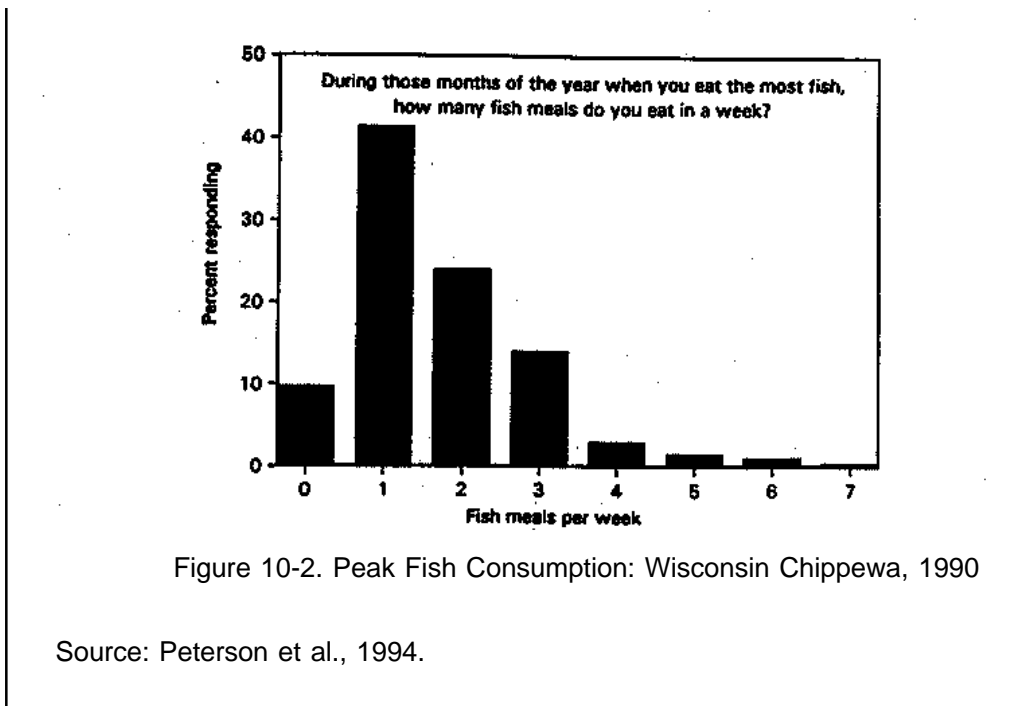 During those months of the year when you eat the most fish,
how many fish meals do you eat in a week?
50
40
30
20
10
0
Percent responding
0 1 2 3 4 5 6 7
Fish meals per week
Figure 10-2. Peak Fish Consumption: Wisconsin Chippewa, 1990
Source: Peterson et al., 1994.